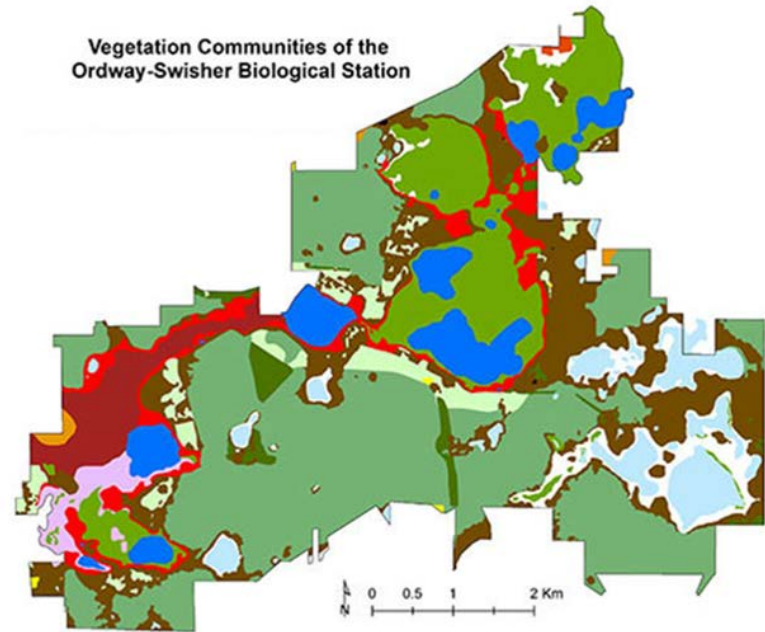 Vegetation Communities of the
Ordway-Swisher Biological Station
N
0 0.5 1 2 Km